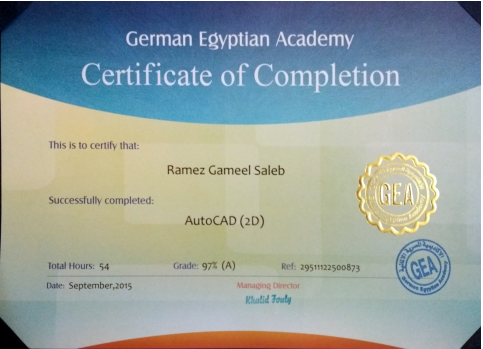 German Egyptian Academy
Certificate of Completion
This is to certify that:
Ramez Gameel Saleb
Successfully completed:
AutoCAD (2D)
GEA
Total Hours: 54 Grade: 97% (A) Ref: 29511122500873
GEA
German Egyptian Academy
Date: September,2015 Managing Director
Khalid Fouly